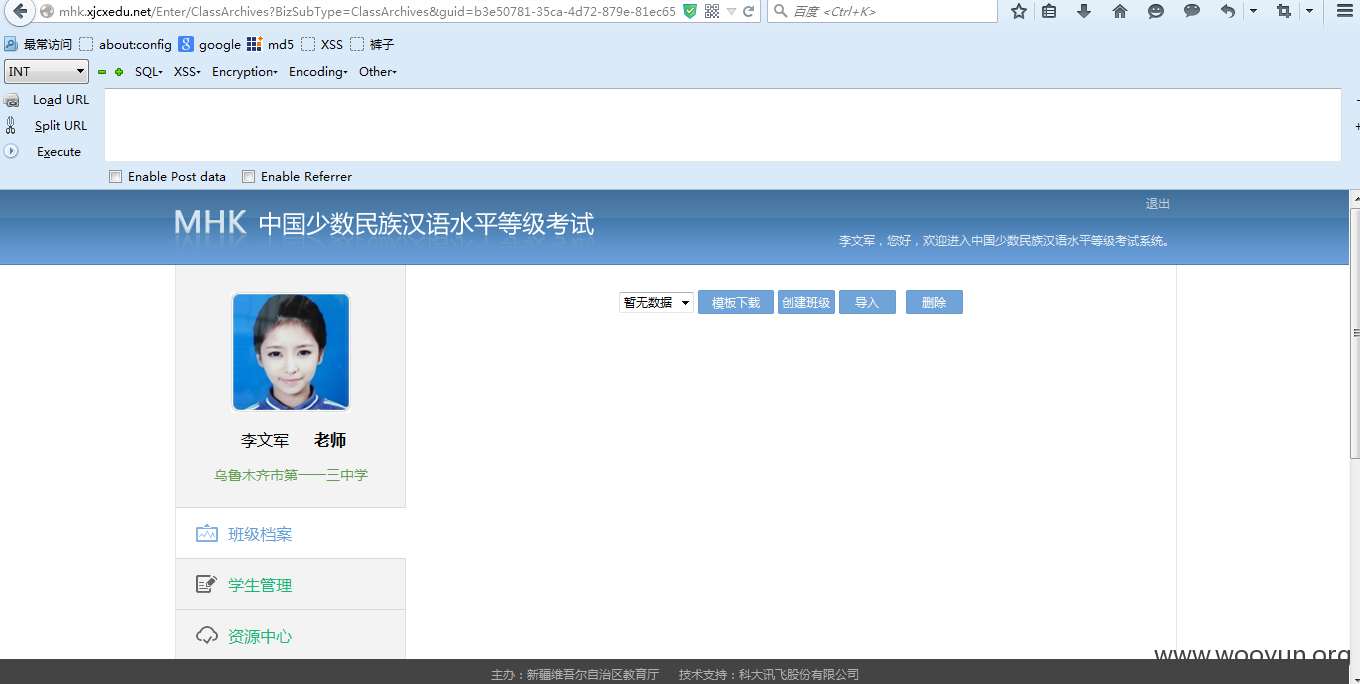 mhk.xjcxedu.net/Enter/ClassArchives?BizSubType=ClassArchives&guid=b3e50781-35ca-4d72-879e-81ec65
百度 <Ctrl+K>
最常访问 about:config google md5 XSS 裤子
INT SQL XSS Encryption Encoding Other
Load URL
Split URL
Execute
Enable Post data Enable Referrer
MHK 中国少数民族汉语水平等级考试
退出
李文军，您好，欢迎进入中国少数民族汉语水平等级考试系统。
暂无数据 模板下载 创建班级 导入 删除
李文军 老师
乌鲁木齐市第一一三中学
班级档案
学生管理
资源中心
www.wooyun.org
主办：新疆维吾尔自治区教育厅 技术支持：科大讯飞股份有限公司